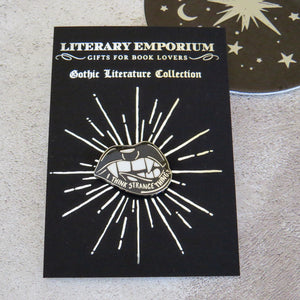 LITERARY EMPORIUM
GIFTS FOR BOOK LOVERS
Gothic Literature Collection
I THINK STRANGE THINGS